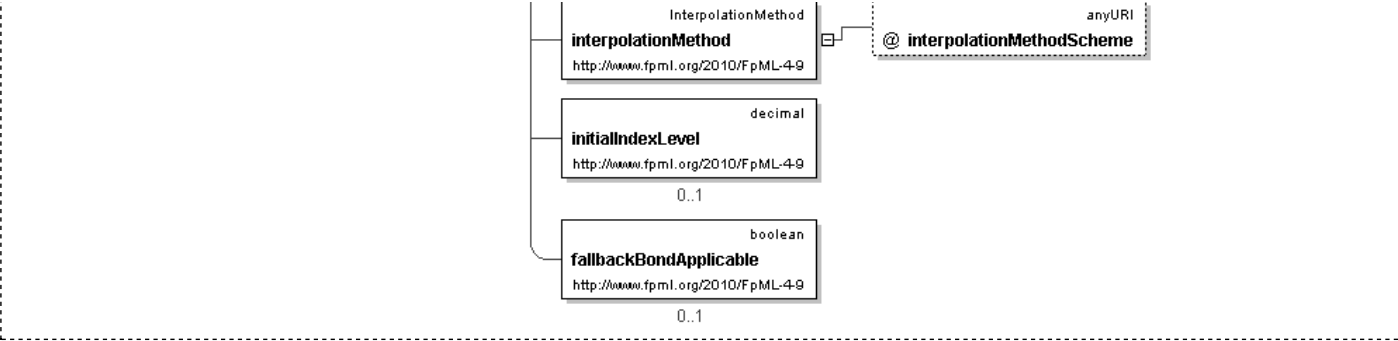 InterpolationMethod
interpolationMethod
http://www.fpml.org/2010/FpML-4-9
anyURI
@ interpolationMethodScheme
decimal
initialIndexLevel
http://www.fpml.org/2010/FpML-4-9
0..1
boolean
fallbackBondApplicable
http://www.fpml.org/2010/FpML-4-9
0..1